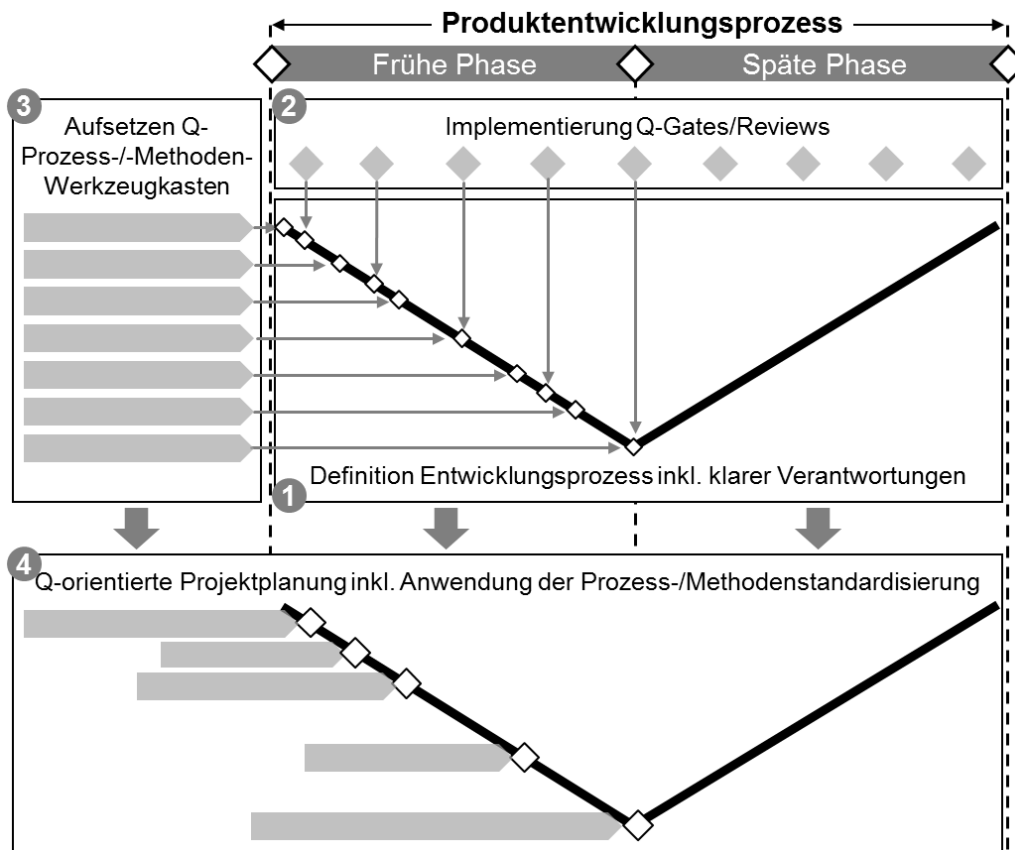 Produktentwicklungsprozess
Frühe Phase
Späte Phase
3
Aufsetzen Q-
Prozess-/-Methoden-
Werkzeugkasten
2
Implementierung Q-Gates/Reviews
Definition Entwicklungsprozess inkl. klarer Verantwortungen
1
4
Q-orientierte Projektplanung inkl. Anwendung der Prozess-/Methodenstandardisierung